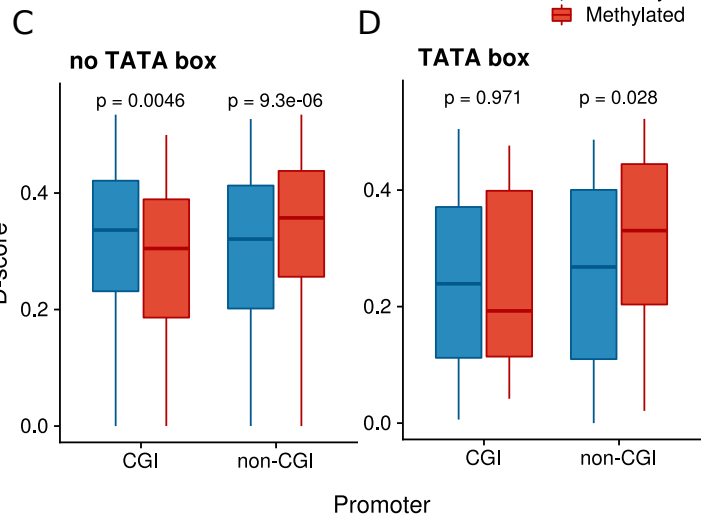 C
D
Methylated
no TATA box
TATA box
p = 0.0046
p = 9.3e-06
p = 0.971
p = 0.028
0.4
0.2
0.0
0.4
0.2
0.0
CGI
non-CGI
CGI
non-CGI
Promoter